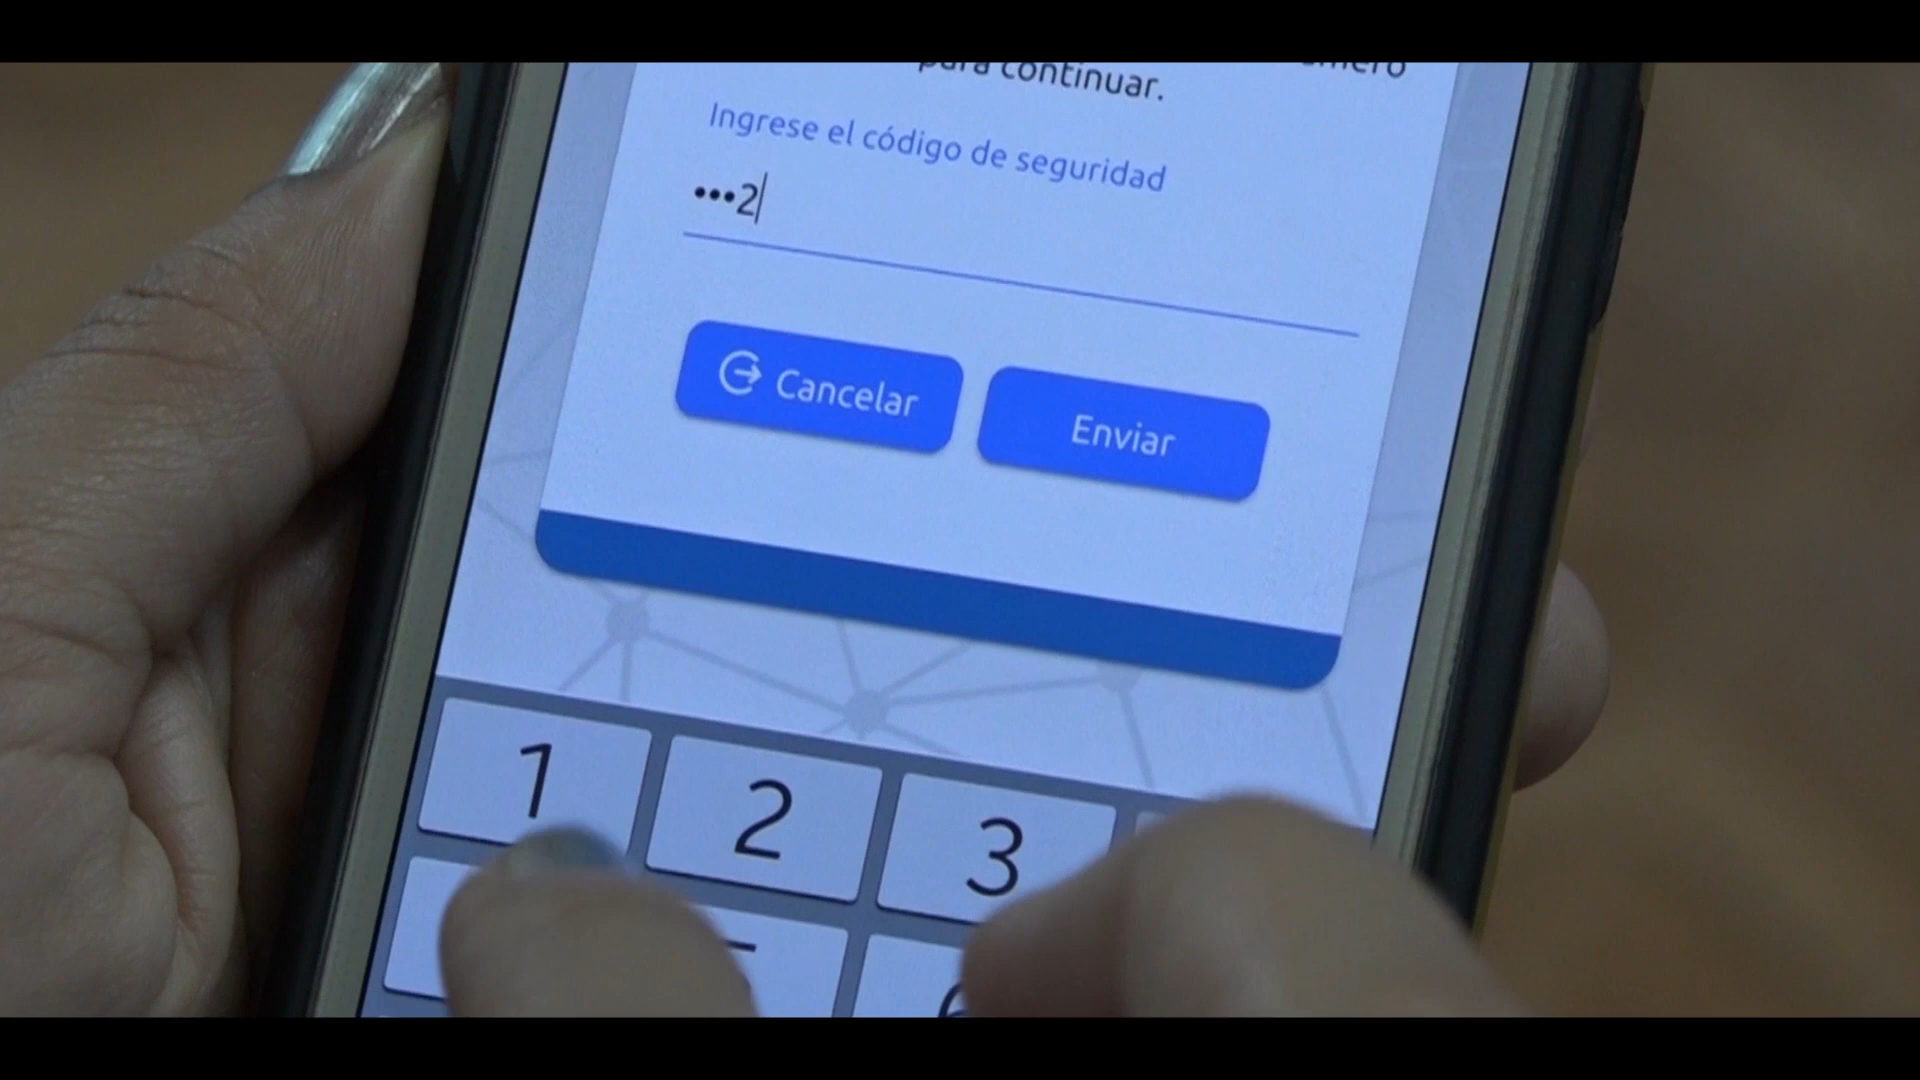 para continuar.
Ingrese el código de seguridad
•••2
Cancelar
Enviar
1
2
3